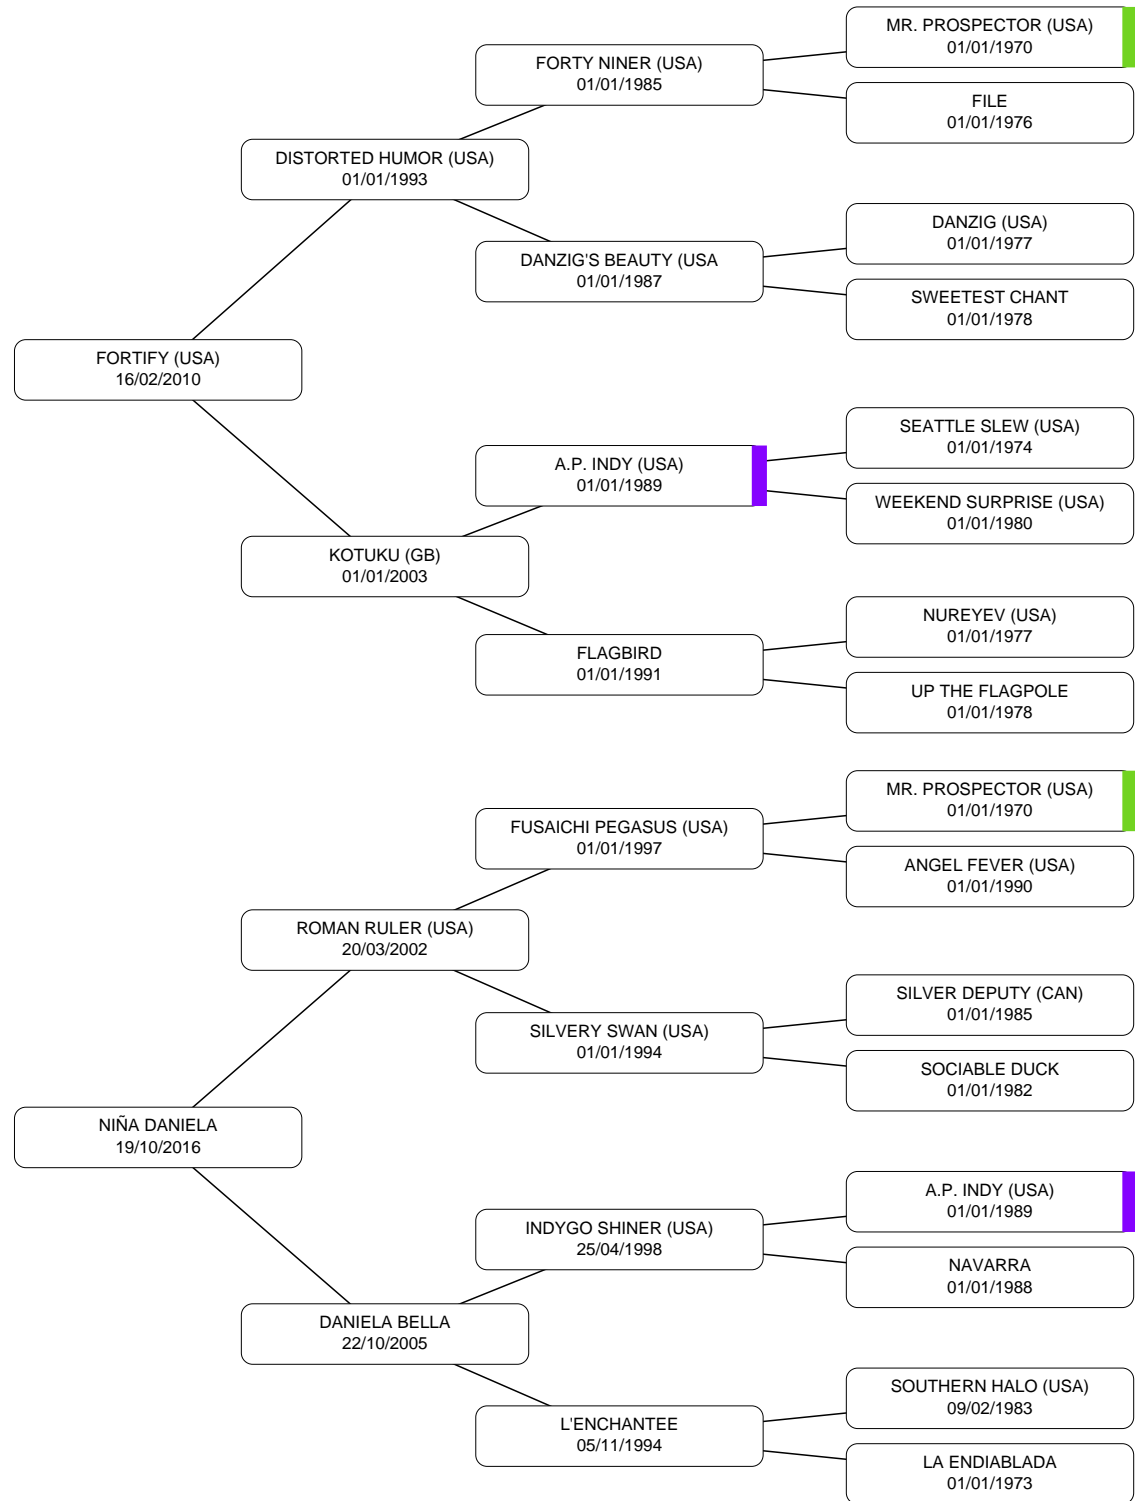 MR. PROSPECTOR (USA)
01/01/1970
FORTY NINER (USA)
01/01/1985
FILE
01/01/1976
DISTORTED HUMOR (USA)
01/01/1993
DANZIG (USA)
01/01/1977
DANZIG'S BEAUTY (USA
01/01/1987
SWEETEST CHANT
01/01/1978
FORTIFY (USA)
16/02/2010
SEATTLE SLEW (USA)
01/01/1974
A.P. INDY (USA)
01/01/1989
WEEKEND SURPRISE (USA)
01/01/1980
KOTUKU (GB)
01/01/2003
NUREYEV (USA)
01/01/1977
FLAGBIRD
01/01/1991
UP THE FLAGPOLE
01/01/1978
MR. PROSPECTOR (USA)
01/01/1970
FUSAICHI PEGASUS (USA)
01/01/1997
ANGEL FEVER (USA)
01/01/1990
ROMAN RULER (USA)
20/03/2002
SILVER DEPUTY (CAN)
01/01/1985
SILVERY SWAN (USA)
01/01/1994
SOCIABLE DUCK
01/01/1982
NIÑA DANIELA
19/10/2016
A.P. INDY (USA)
01/01/1989
INDYGO SHINER (USA)
25/04/1998
NAVARRA
01/01/1988
DANIELA BELLA
22/10/2005
SOUTHERN HALO (USA)
09/02/1983
L'ENCHANTEE
05/11/1994
LA ENDIABLADA
01/01/1973